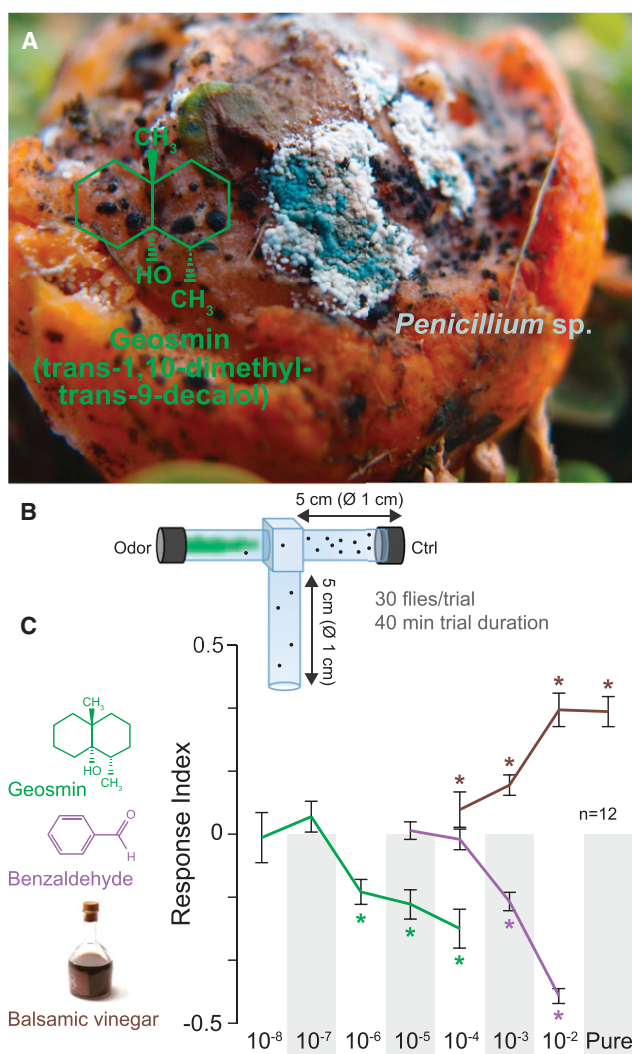 A
CH3
HO
CH3
Geosmin
(trans-1,10-dimethyl-
trans-9-decalol)
Penicillium sp.
B
5 cm (Ø 1 cm)
Odor
Ctrl
5 cm (Ø 1 cm)
30 flies/trial
40 min trial duration
C
0.5
0
-0.5
Response Index
CH3
HO
CH3
Geosmin
O
H
Benzaldehyde
Balsamic vinegar
* * * *
* * * * *
n=12
10-8 10-7 10-6 10-5 10-4 10-3 10-2 Pure